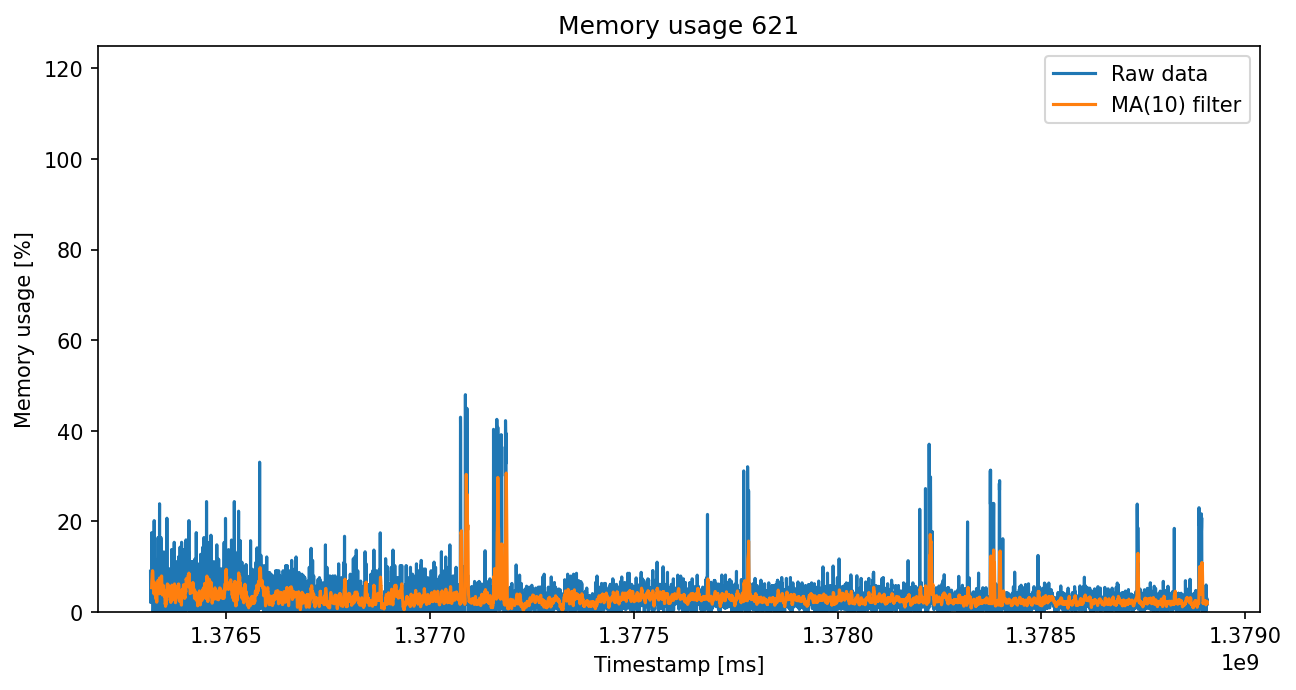 Memory usage 621
Raw data
MA(10) filter
Memory usage [%]
120
100
80
60
40
20
0
1.3765
1.3770
1.3775
1.3780
1.3785
1.3790
1e9
Timestamp [ms]